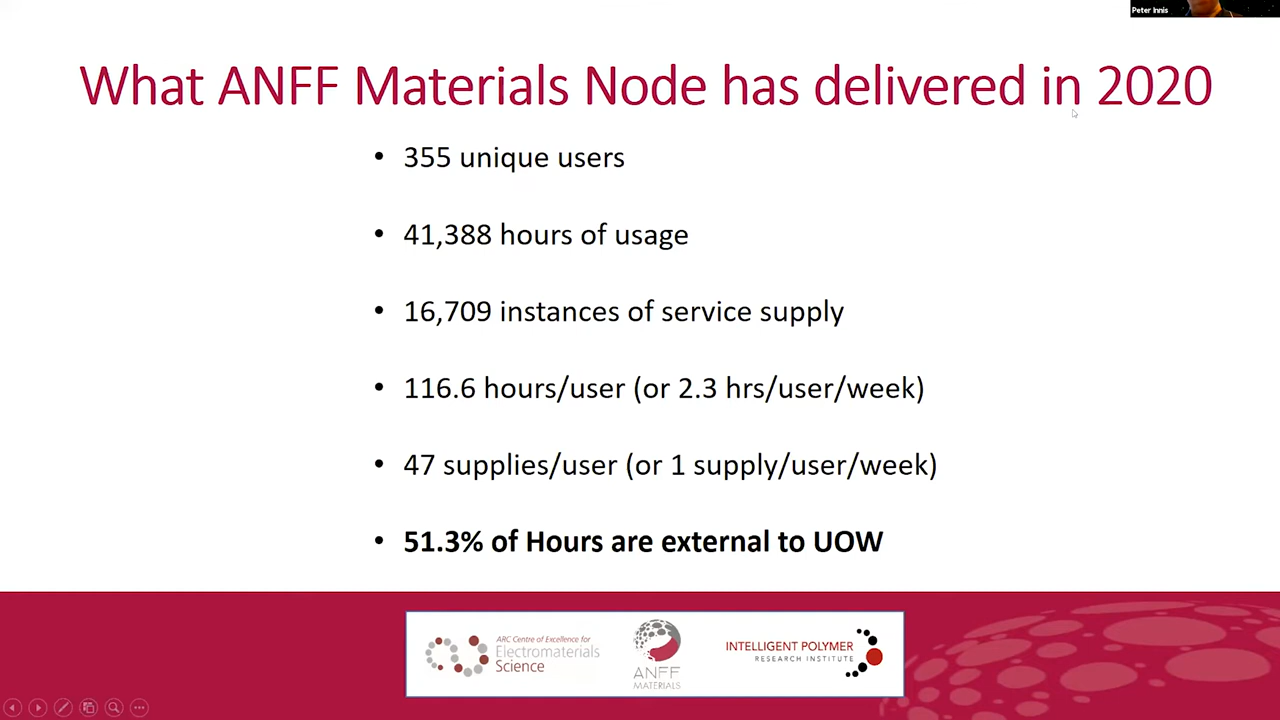 Peter Innis
What ANFF Materials Node has delivered in 2020
• 355 unique users
• 41,388 hours of usage
• 16,709 instances of service supply
• 116.6 hours/user (or 2.3 hrs/user/week)
• 47 supplies/user (or 1 supply/user/week)
• 51.3% of Hours are external to UOW
ARC Centre of Excellence for
Electromaterials
Science
ANFF
MATERIALS
INTELLIGENT POLYMER
RESEARCH INSTITUTE